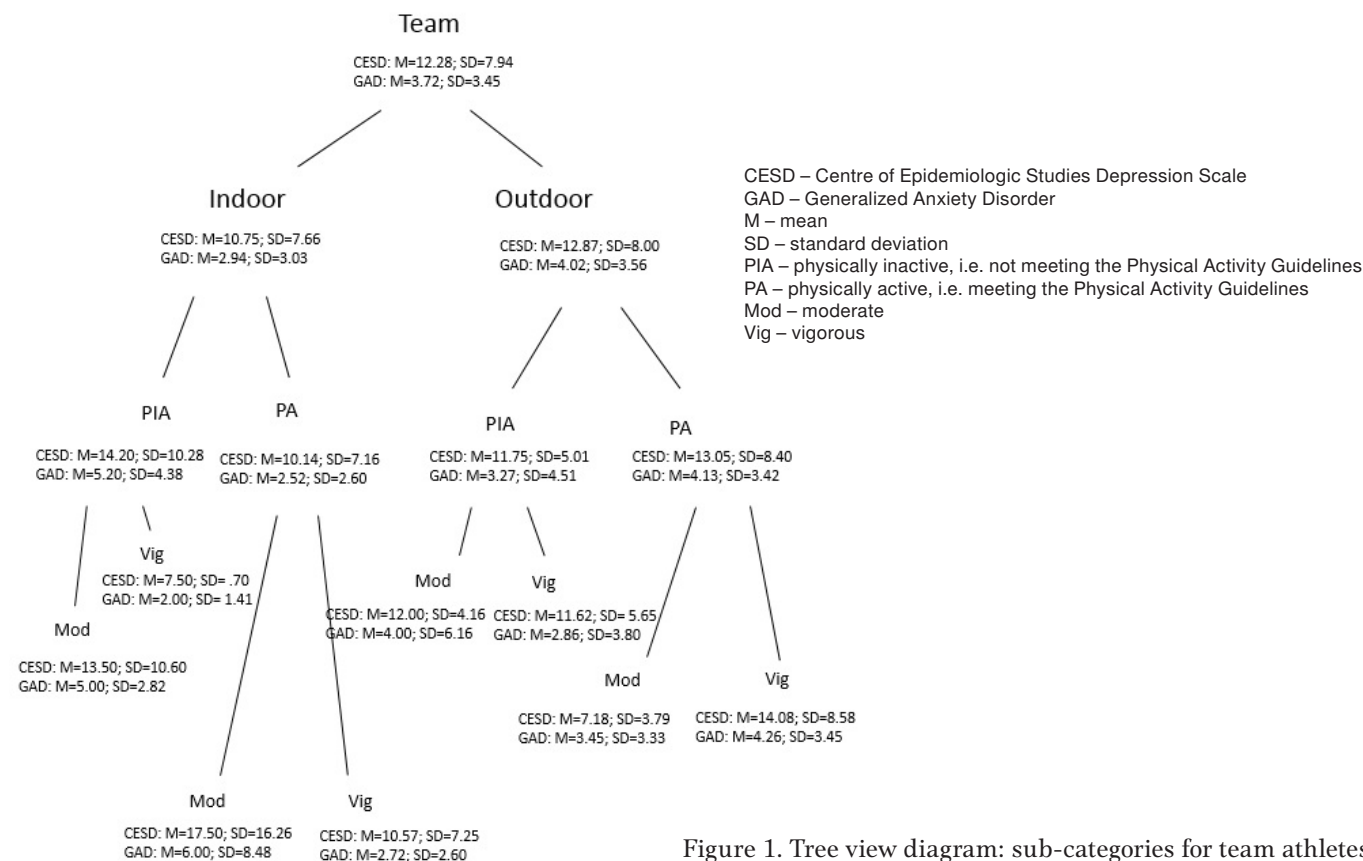 Team
CESD: M=12.28; SD=7.94
GAD: M=3.72; SD=3.45
Indoor
CESD: M=10.75; SD=7.66
GAD: M=2.94; SD=3.03
Outdoor
CESD: M=12.87; SD=8.00
GAD: M=4.02; SD=3.56
CESD – Centre of Epidemiologic Studies Depression Scale
GAD – Generalized Anxiety Disorder
M – mean
SD – standard deviation
PIA – physically inactive, i.e. not meeting the Physical Activity Guidelines
PA – physically active, i.e. meeting the Physical Activity Guidelines
Mod – moderate
Vig – vigorous
PIA
CESD: M=14.20; SD=10.28
GAD: M=5.20; SD=4.38
PA
CESD: M=10.14; SD=7.16
GAD: M=2.52; SD=2.60
PIA
CESD: M=11.75; SD=5.01
GAD: M=3.27; SD=4.51
PA
CESD: M=13.05; SD=8.40
GAD: M=4.13; SD=3.42
Vig
CESD: M=7.50; SD= .70
GAD: M=2.00; SD= 1.41
Mod
CESD: M=13.50; SD=10.60
GAD: M=5.00; SD=2.82
Mod
CESD: M=12.00; SD=4.16
GAD: M=4.00; SD=6.16
Vig
CESD: M=11.62; SD= 5.65
GAD: M=2.86; SD=3.80
Mod
CESD: M=7.18; SD=3.79
GAD: M=3.45; SD=3.33
Vig
CESD: M=14.08; SD=8.58
GAD: M=4.26; SD=3.45
Mod
CESD: M=17.50; SD=16.26
GAD: M=6.00; SD=8.48
Vig
CESD: M=10.57; SD=7.25
GAD: M=2.72; SD=2.60
Figure 1. Tree view diagram: sub-categories for team athletes